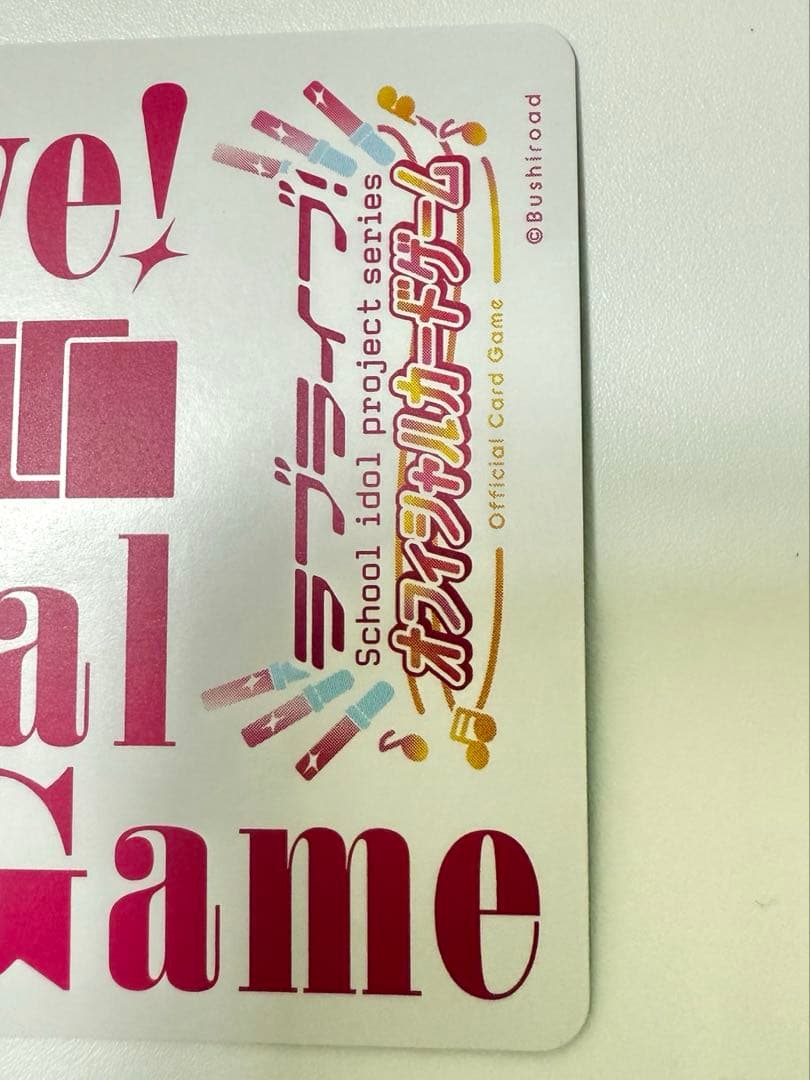 ve!
al
Game
ラブライブ!
School idol project series
オフィシャルカードゲーム
Official Card Game
©Bushiroad